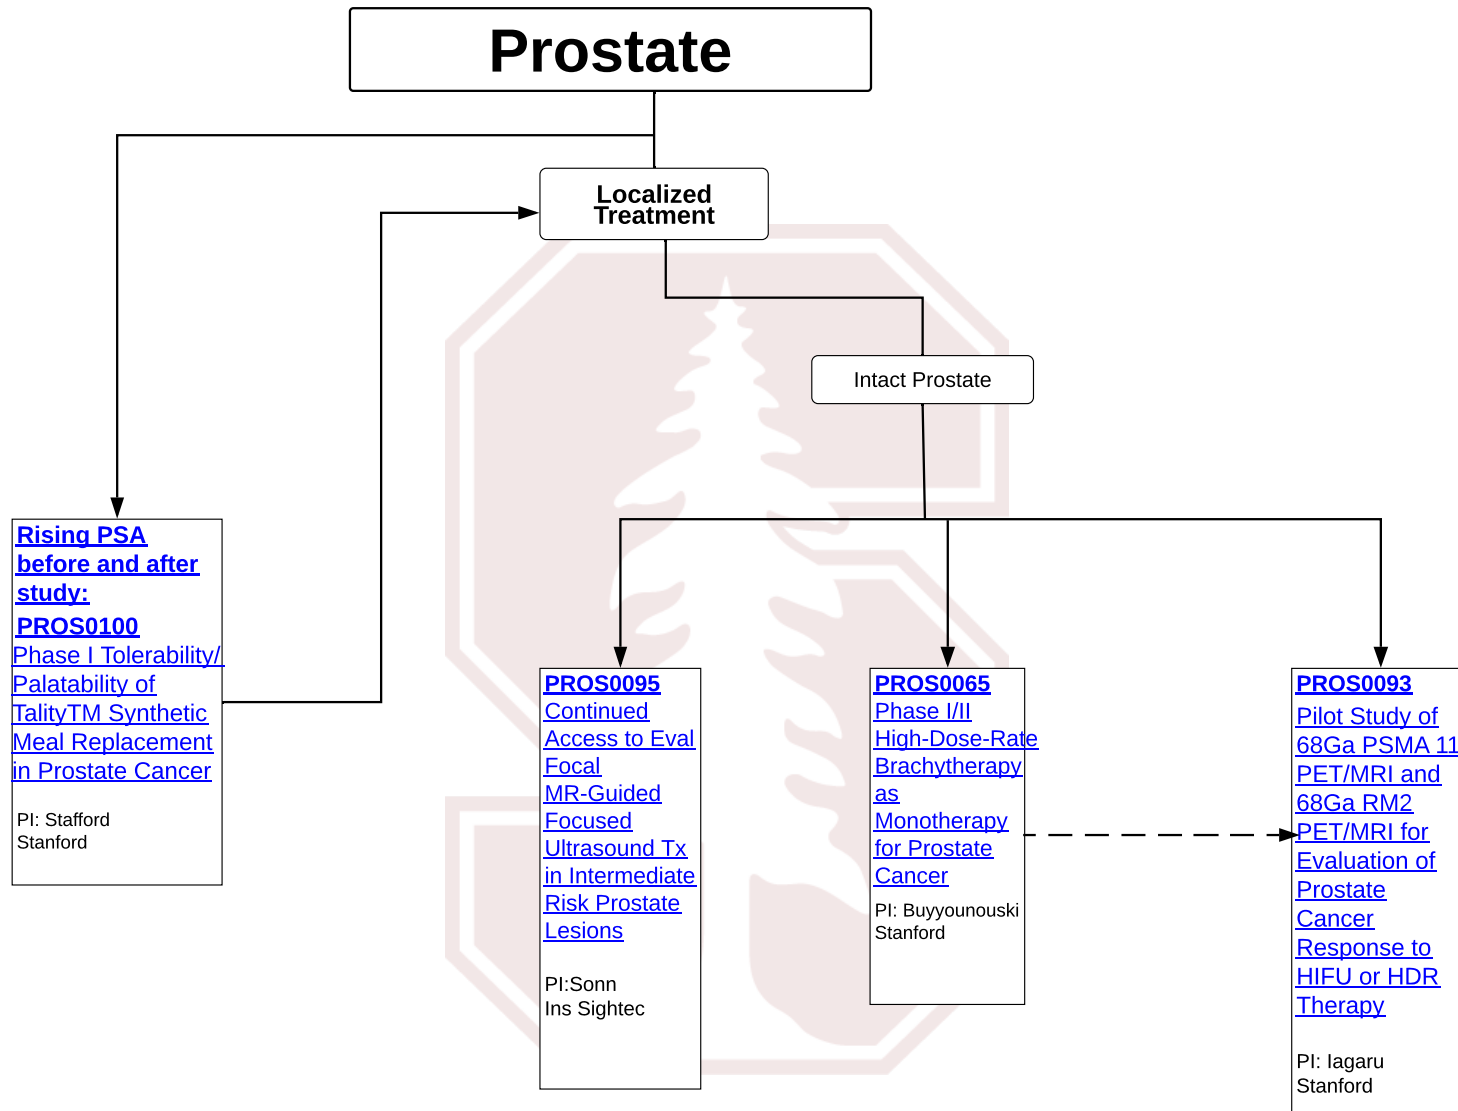 Prostate
Localized
Treatment
Intact Prostate
Rising PSA
before and after
study:
PROS0100
Phase I Tolerability/
Palatability of
TalityTM Synthetic
Meal Replacement
in Prostate Cancer
PI: Stafford
Stanford
PROS0095
Continued
Access to Eval
Focal
MR-Guided
Focused
Ultrasound Tx
in Intermediate
Risk Prostate
Lesions
PI:Sonn
Ins Sightec
PROS0065
Phase I/II
High-Dose-Rate
Brachytherapy
as
Monotherapy
for Prostate
Cancer
PI: Buyyounouski
Stanford
PROS0093
Pilot Study of
68Ga PSMA 11
PET/MRI and
68Ga RM2
PET/MRI for
Evaluation of
Prostate
Cancer
Response to
HIFU or HDR
Therapy
PI: Iagaru
Stanford